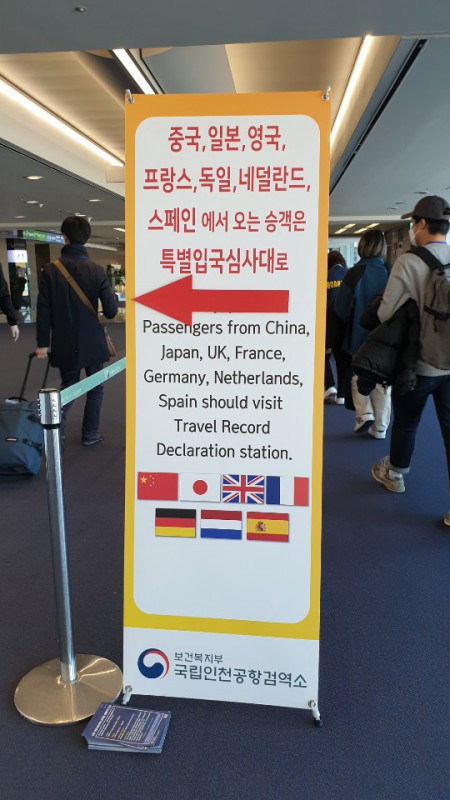 중국,일본,영국,
프랑스,독일,네덜란드,
스페인 에서 오는 승객은
특별입국심사대로
Passengers from China,
Japan, UK, France,
Germany, Netherlands,
Spain should visit
Travel Record
Declaration station.
보건복지부
국립인천공항검역소